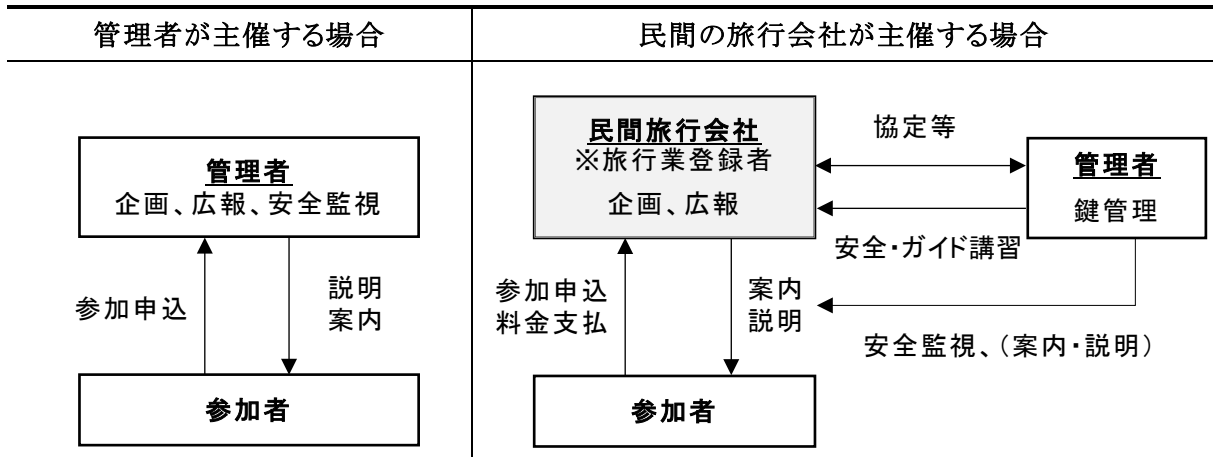 管理者が主催する場合
民間の旅行会社が主催する場合
管理者
企画、広報、安全監視
参加申込
説明
案内
参加者
民間旅行会社
※旅行業登録者
企画、広報
協定等
管理者
鍵管理
安全・ガイド講習
参加申込
料金支払
案内
説明
安全監視、（案内・説明）
参加者